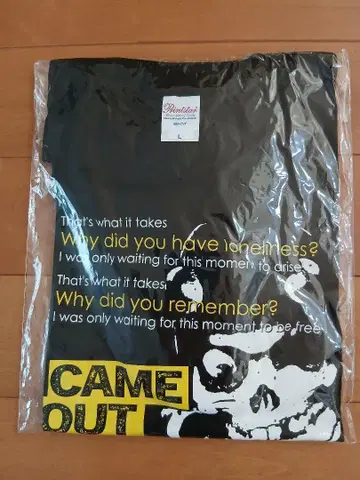 Printstar
L
That's what it takes
Why did you have loneliness?
I was only waiting for this moment to arise
That's what it takes
Why did you remember?
I was only waiting for this moment to be free
CAME
OUT